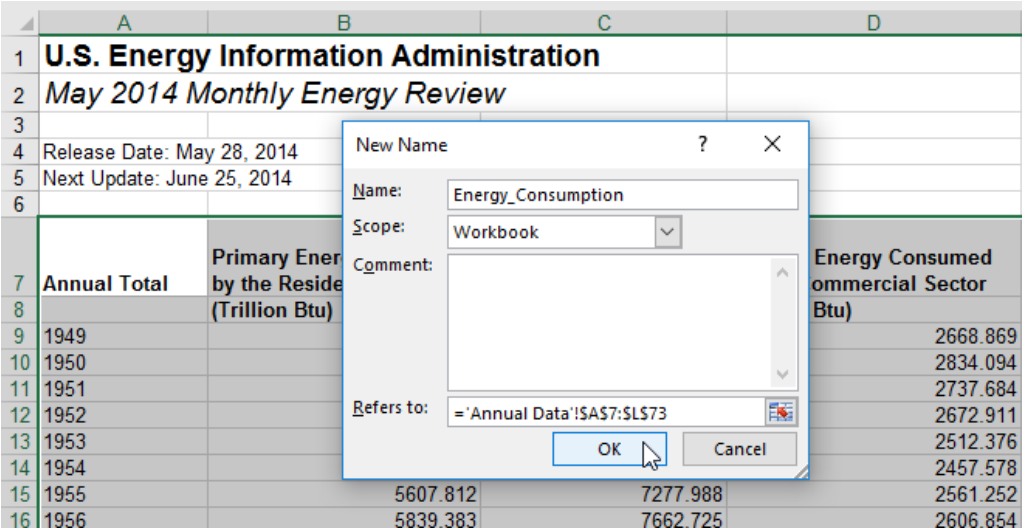 A B C D
1 U.S. Energy Information Administration
2 May 2014 Monthly Energy Review
3
4 Release Date: May 28, 2014
5 Next Update: June 25, 2014
6
New Name ? ×
Name: Energy_Consumption
Scope: Workbook
Comment:
Refers to: ='Annual Data'!$A$7:$L$73
OK Cancel
Primary Energy Consumed
7 Annual Total by the Commercial Sector
8 (Trillion Btu) Btu)
9 1949 2668.869
10 1950 2834.094
11 1951 2737.684
12 1952 2672.911
13 1953 2512.376
14 1954 2457.578
15 1955 5607.812 7277.988 2561.252
16 1956 5839.383 7662.725 2606.854